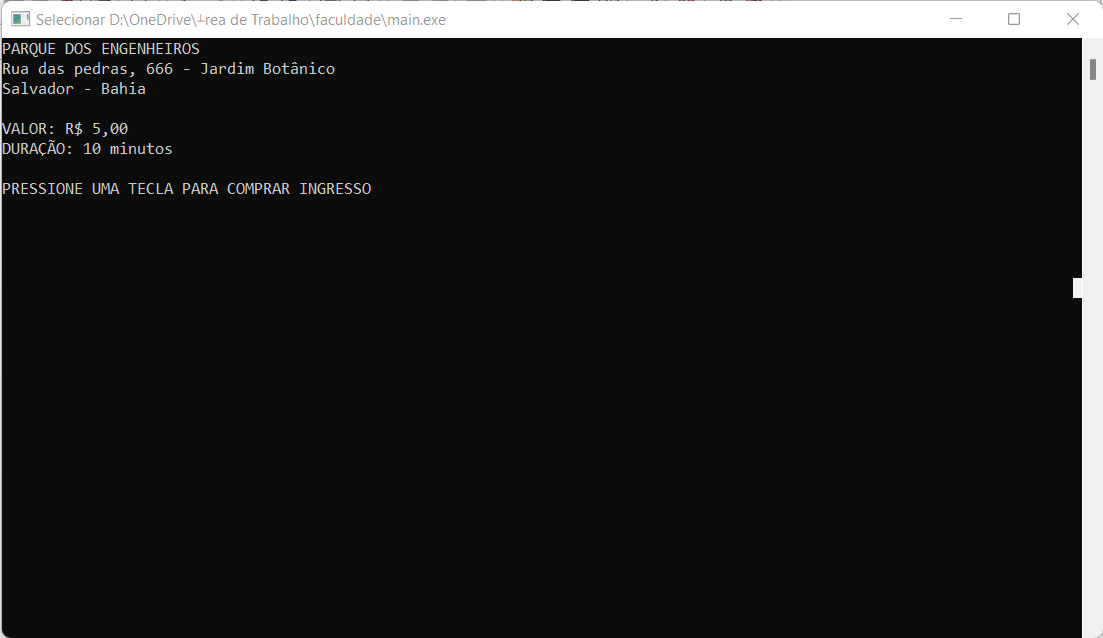 Selecionar D:\OneDrive\┴rea de Trabalho\faculdade\main.exe
PARQUE DOS ENGENHEIROS
Rua das pedras, 666 - Jardim Botânico
Salvador - Bahia
VALOR: R$ 5,00
DURAÇÃO: 10 minutos
PRESSIONE UMA TECLA PARA COMPRAR INGRESSO